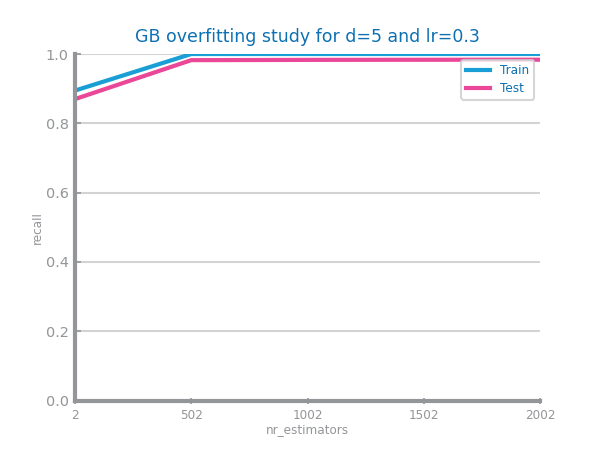 GB overfitting study for d=5 and lr=0.3
1.0
Train
Test
0.8
0.6
recall
0.4
0.2
0.0
2 502 1002 1502 2002
nr_estimators